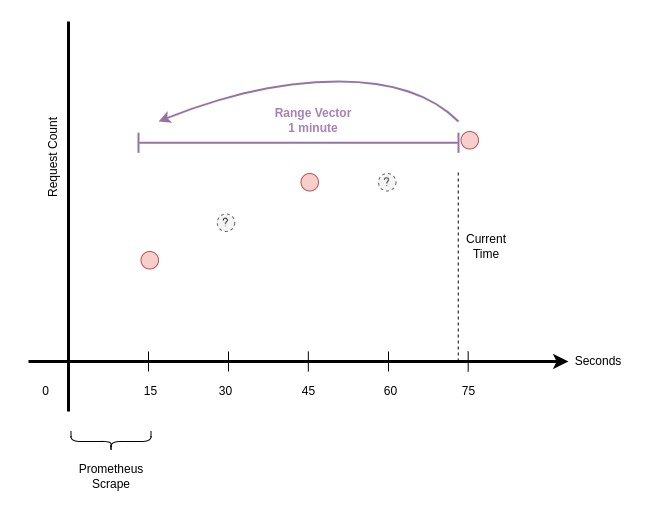 Range Vector
1 minute
Request Count
?
?
Current
Time
Seconds
0
15
30
45
60
75
Prometheus
Scrape